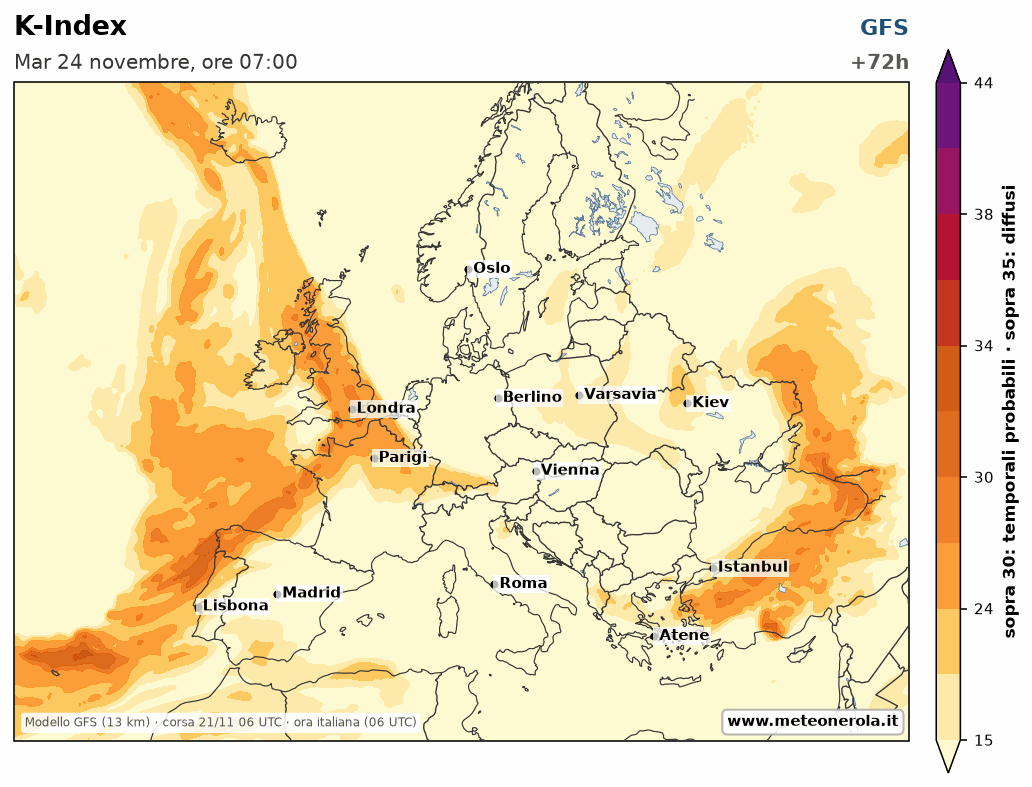 K-Index
GFS
Mar 24 novembre, ore 07:00
+72h
44
38
34
30
24
15
sopra 30: temporali probabili · sopra 35: diffusi
Oslo
Berlino
Varsavia
Kiev
Londra
Parigi
Vienna
Istanbul
Roma
Madrid
Lisbona
Atene
Modello GFS (13 km) · corsa 21/11 06 UTC · ora italiana (06 UTC)
www.meteonerola.it